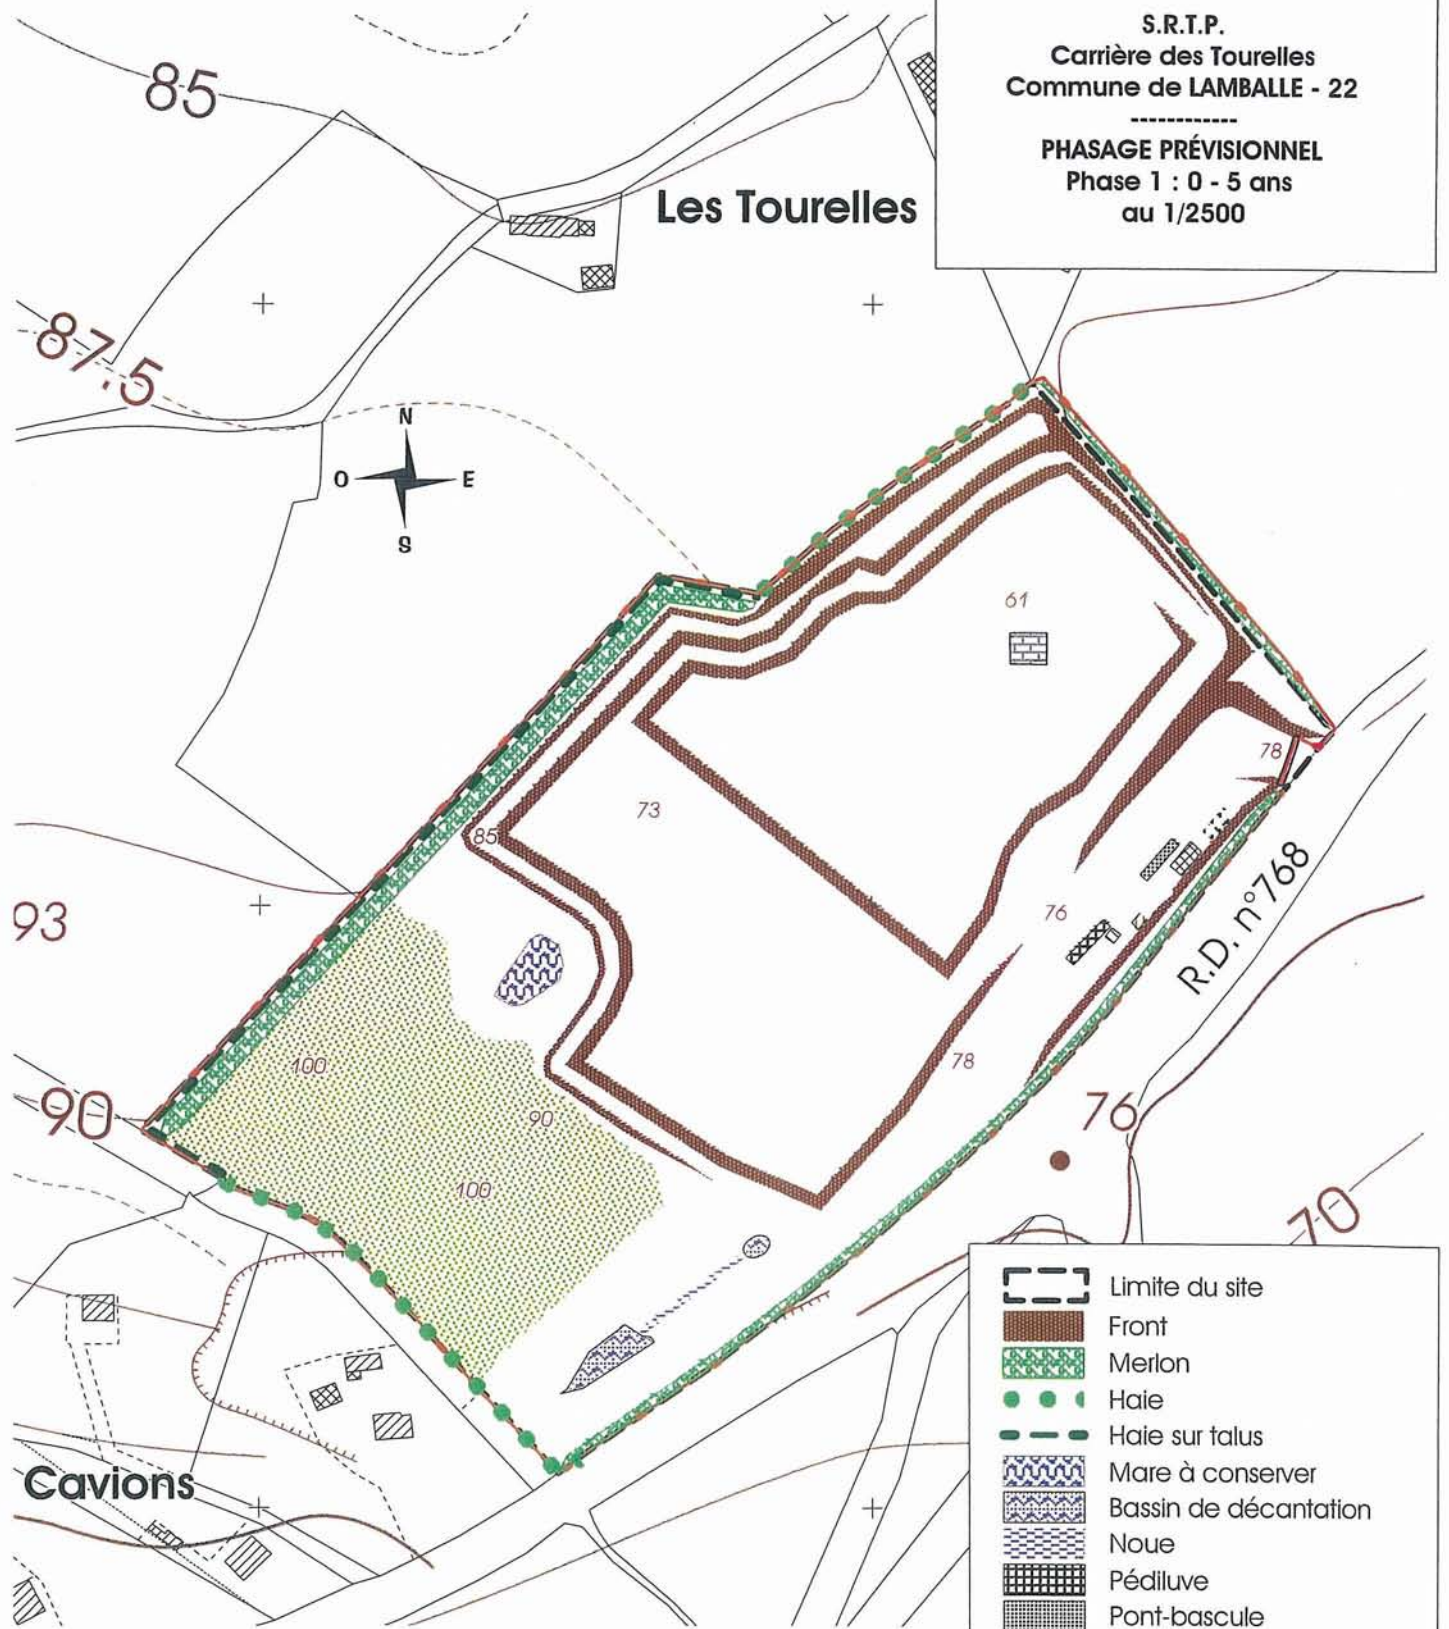 S.R.T.P.
Carrière des Tourelles
Commune de LAMBALLE - 22
------------
PHASAGE PRÉVISIONNEL
Phase 1 : 0 - 5 ans
au 1/2500
85
Les Tourelles
87.5
N
O
E
S
61
78
73
85
76
R.D. n°768
93
100
78
90
90
76
100
70
Cavions
Limite du site
Front
Merlon
Haie
Haie sur talus
Mare à conserver
Bassin de décantation
Noue
Pédiluve
Pont-bascule